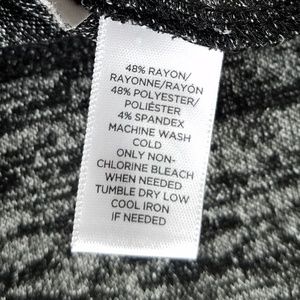 48% RAYON/
RAYONNE/RAYÓN
48% POLYESTER/
POLIÉSTER
4% SPANDEX
MACHINE WASH
COLD
ONLY NON-
CHLORINE BLEACH
WHEN NEEDED
TUMBLE DRY LOW
COOL IRON
IF NEEDED